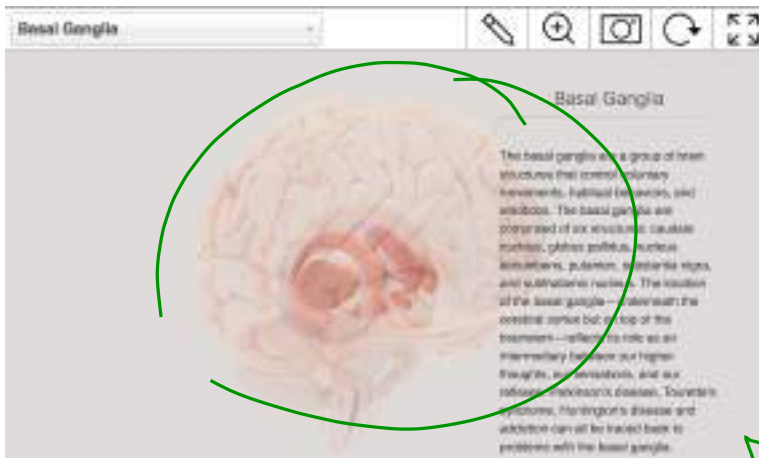 Basal Ganglia
Basal Ganglia
The basal ganglia are a group of brain
structures that control voluntary
movements, habitual behaviors, and
emotions. The basal ganglia are
comprised of six structures: caudate
nucleus, globus pallidus, nucleus
accumbens, putamen, substantia nigra,
and subthalamic nucleus. The location
of the basal ganglia—underneath the
cerebral cortex but on top of the
brainstem—reflects its role as an
intermediary between our higher
thoughts, our sensations, and our
reflexes. Parkinson's disease, Tourette's
syndrome, Huntington's disease and
addiction can all be traced back to
problems with the basal ganglia.